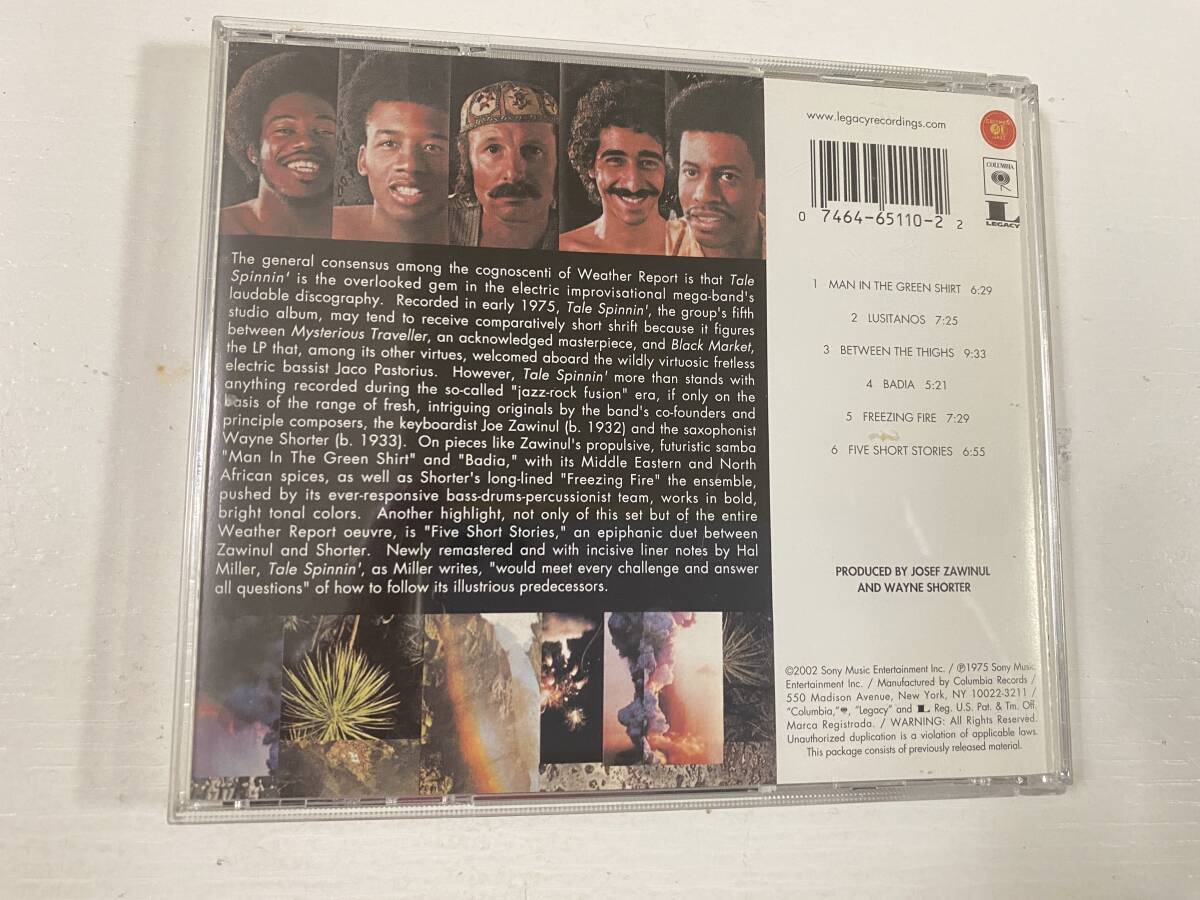 The general consensus among the cognoscenti of Weather Report is that Tale
Spinnin' is the overlooked gem in the electric improvisational mega-band's
laudable discography. Recorded in early 1975, Tale Spinnin', the group's fifth
studio album, may tend to receive comparatively short shrift because it figures
between Mysterious Traveller, an acknowledged masterpiece, and Black Market,
the LP that, among its other virtues, welcomed aboard the wildly virtuosic fretless
electric bassist Jaco Pastorius. However, Tale Spinnin' more than stands with
anything recorded during the so-called "jazz-rock fusion" era, if only on the
basis of the range of fresh, intriguing originals by the band's co-founders and
principle composers, the keyboardist Joe Zawinul (b. 1932) and the saxophonist
Wayne Shorter (b. 1933). On pieces like Zawinul's propulsive, futuristic samba
"Man In The Green Shirt" and "Badia," with its Middle Eastern and North
African spices, as well as Shorter's long-lined "Freezing Fire" the ensemble,
pushed by its ever-responsive bass-drums-percussionist team, works in bold,
bright tonal colors. Another highlight, not only of this set but of the entire
Weather Report oeuvre, is "Five Short Stories," an epiphanic duet between
Zawinul and Shorter. Newly remastered and with incisive liner notes by Hal
Miller, Tale Spinnin', as Miller writes, "would meet every challenge and answer
all questions" of how to follow its illustrious predecessors.
www.legacyrecordings.com
COLUMBIA
L
LEGACY
0 7464-65110-2 2
1 MAN IN THE GREEN SHIRT 6:29
2 LUSITANOS 7:25
3 BETWEEN THE THIGHS 9:33
4 BADIA 5:21
5 FREEZING FIRE 7:29
6 FIVE SHORT STORIES 6:55
PRODUCED BY JOSEF ZAWINUL
AND WAYNE SHORTER
©2002 Sony Music Entertainment Inc. / ℗1975 Sony Music
Entertainment Inc. / Manufactured by Columbia Records /
550 Madison Avenue, New York, NY 10022-3211 /
"Columbia,", "Legacy" and L Reg. U.S. Pat. & Tm. Off.
Marca Registrada. / WARNING: All Rights Reserved.
Unauthorized duplication is a violation of applicable laws.
This package consists of previously released material.